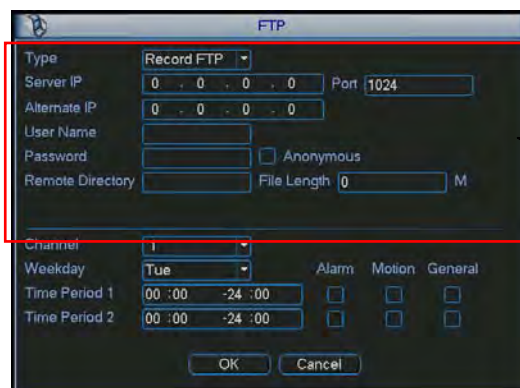 FTP
Type Record FTP
Server IP 0 . 0 . 0 . 0 Port 1024
Alternate IP 0 . 0 . 0 . 0
User Name
Password Anonymous
Remote Directory File Length 0 M
Channel 1
Weekday Tue Alarm Motion General
Time Period 1 00 :00 -24 :00
Time Period 2 00 :00 -24 :00
OK Cancel